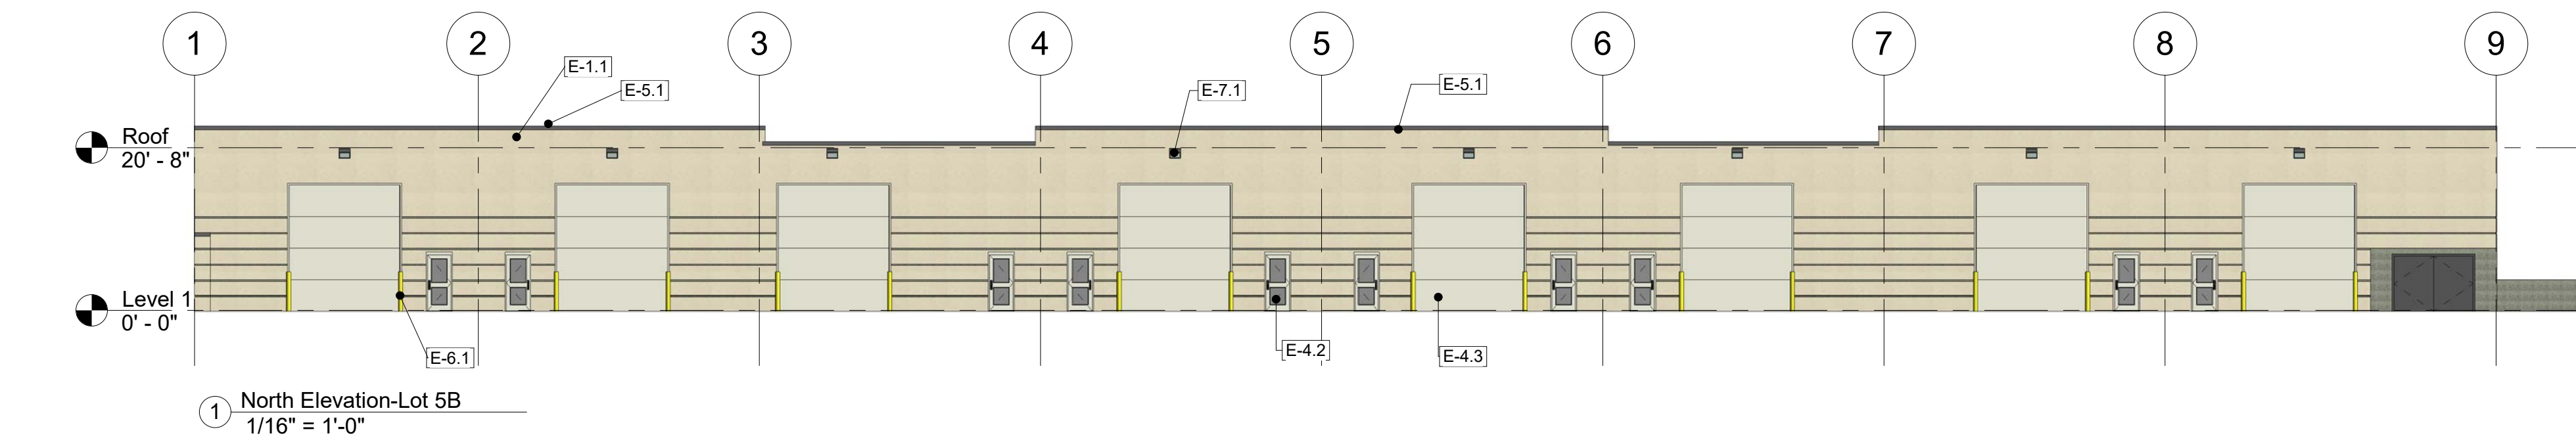 1 2 3 4 5 6 7 8 9
E-1.1
E-5.1
E-7.1
E-5.1
Roof
20' - 8"
Level 1
0' - 0"
E-6.1
E-4.2
E-4.3
1 North Elevation-Lot 5B
1/16" = 1'-0"